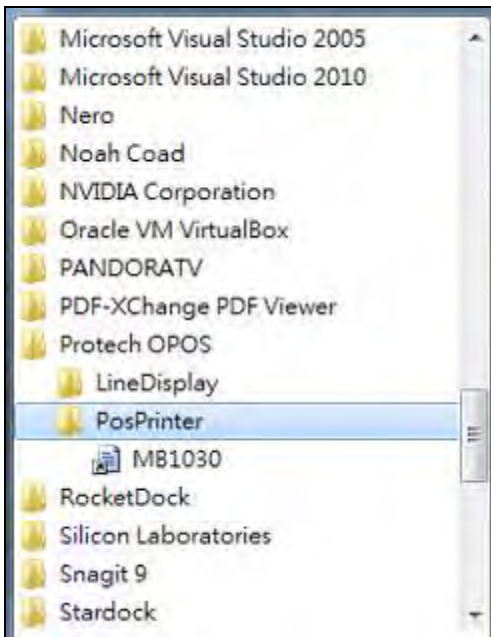 Microsoft Visual Studio 2005
Microsoft Visual Studio 2010
Nero
Noah Coad
NVIDIA Corporation
Oracle VM VirtualBox
PANDORATV
PDF-XChange PDF Viewer
Protech OPOS
LineDisplay
PosPrinter
MB1030
RocketDock
Silicon Laboratories
Snagit 9
Stardock